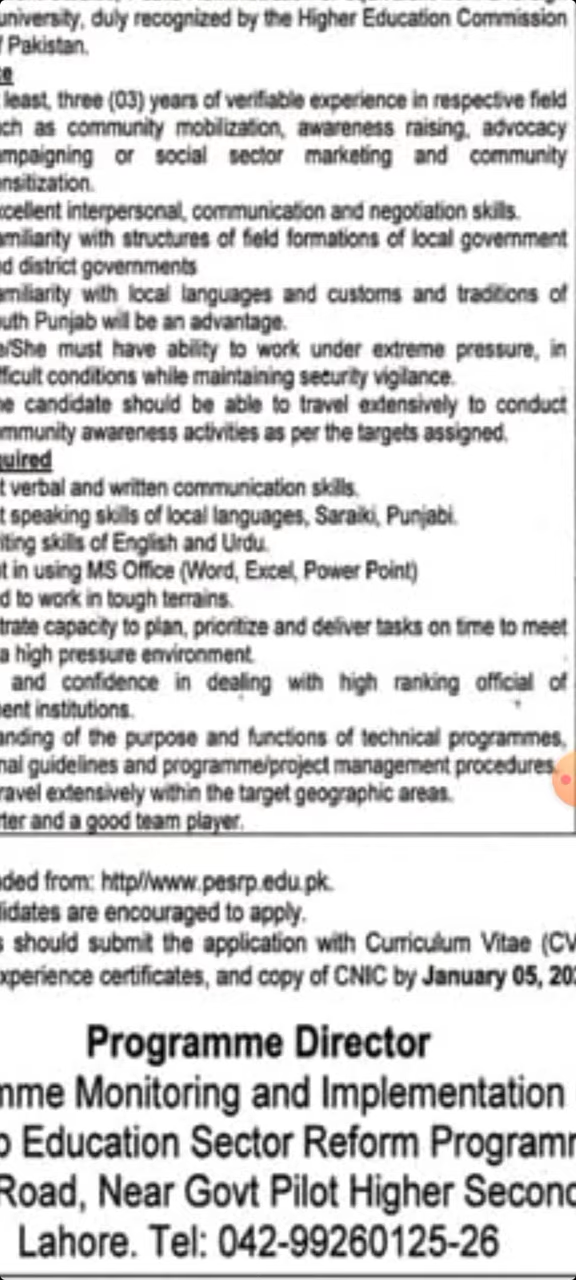 university, duly recognized by the Higher Education Commission
f Pakistan.
ce
least, three (03) years of verifiable experience in respective field
ch as community mobilization, awareness raising, advocacy
mpaigning or social sector marketing and community
nsitization.
xcellent interpersonal, communication and negotiation skills.
amiliarity with structures of field formations of local government
nd district governments
amiliarity with local languages and customs and traditions of
outh Punjab will be an advantage.
e/She must have ability to work under extreme pressure, in
fficult conditions while maintaining security vigilance.
he candidate should be able to travel extensively to conduct
ommunity awareness activities as per the targets assigned.
quired
t verbal and written communication skills.
t speaking skills of local languages, Saraiki, Punjabi.
iting skills of English and Urdu.
t in using MS Office (Word, Excel, Power Point)
d to work in tough terrains.
trate capacity to plan, prioritize and deliver tasks on time to meet
a high pressure environment.
and confidence in dealing with high ranking official of
ent institutions.
anding of the purpose and functions of technical programmes,
nal guidelines and programme/project management procedures.
ravel extensively within the target geographic areas.
rter and a good team player.
ded from: http//www.pesrp.edu.pk.
didates are encouraged to apply.
s should submit the application with Curriculum Vitae (CV
xperience certificates, and copy of CNIC by January 05, 20
Programme Director
mme Monitoring and Implementation
b Education Sector Reform Programm
Road, Near Govt Pilot Higher Second
Lahore. Tel: 042-99260125-26